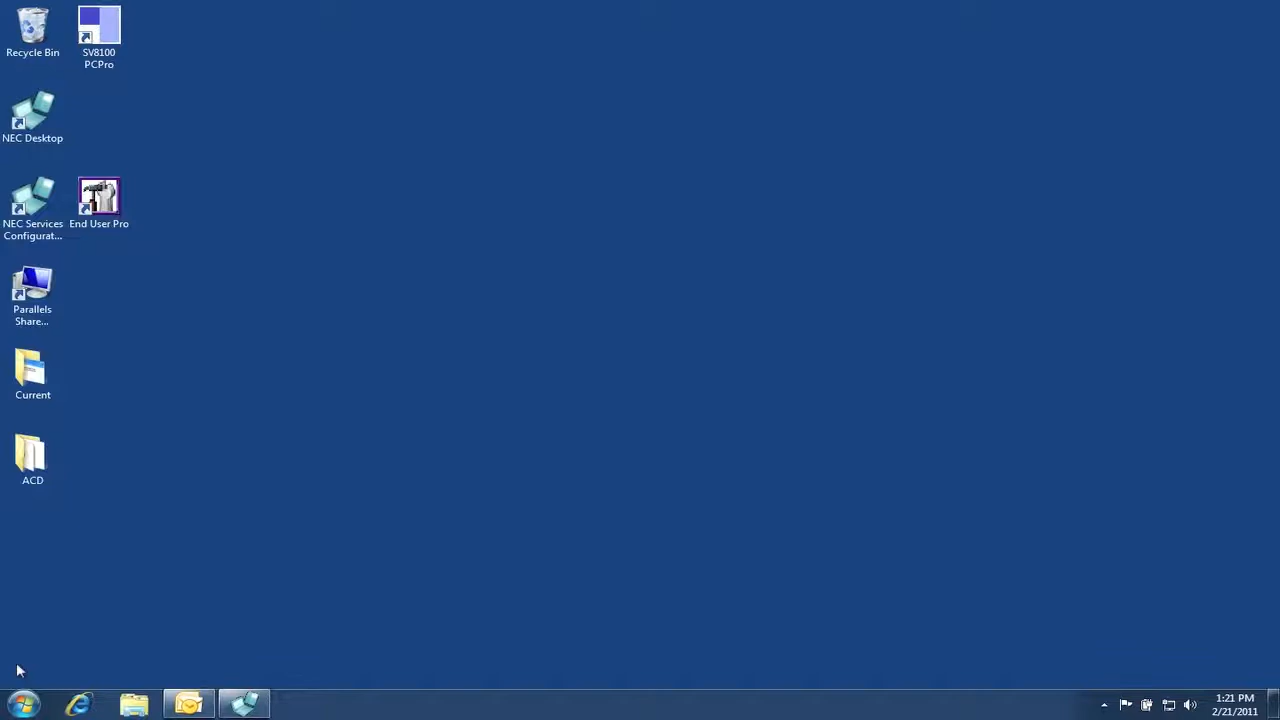 Recycle Bin
SV8100
PCPro
NEC Desktop
NEC Services
Configurat...
End User Pro
Parallels
Share...
Current
ACD
1:21 PM
2/21/2011